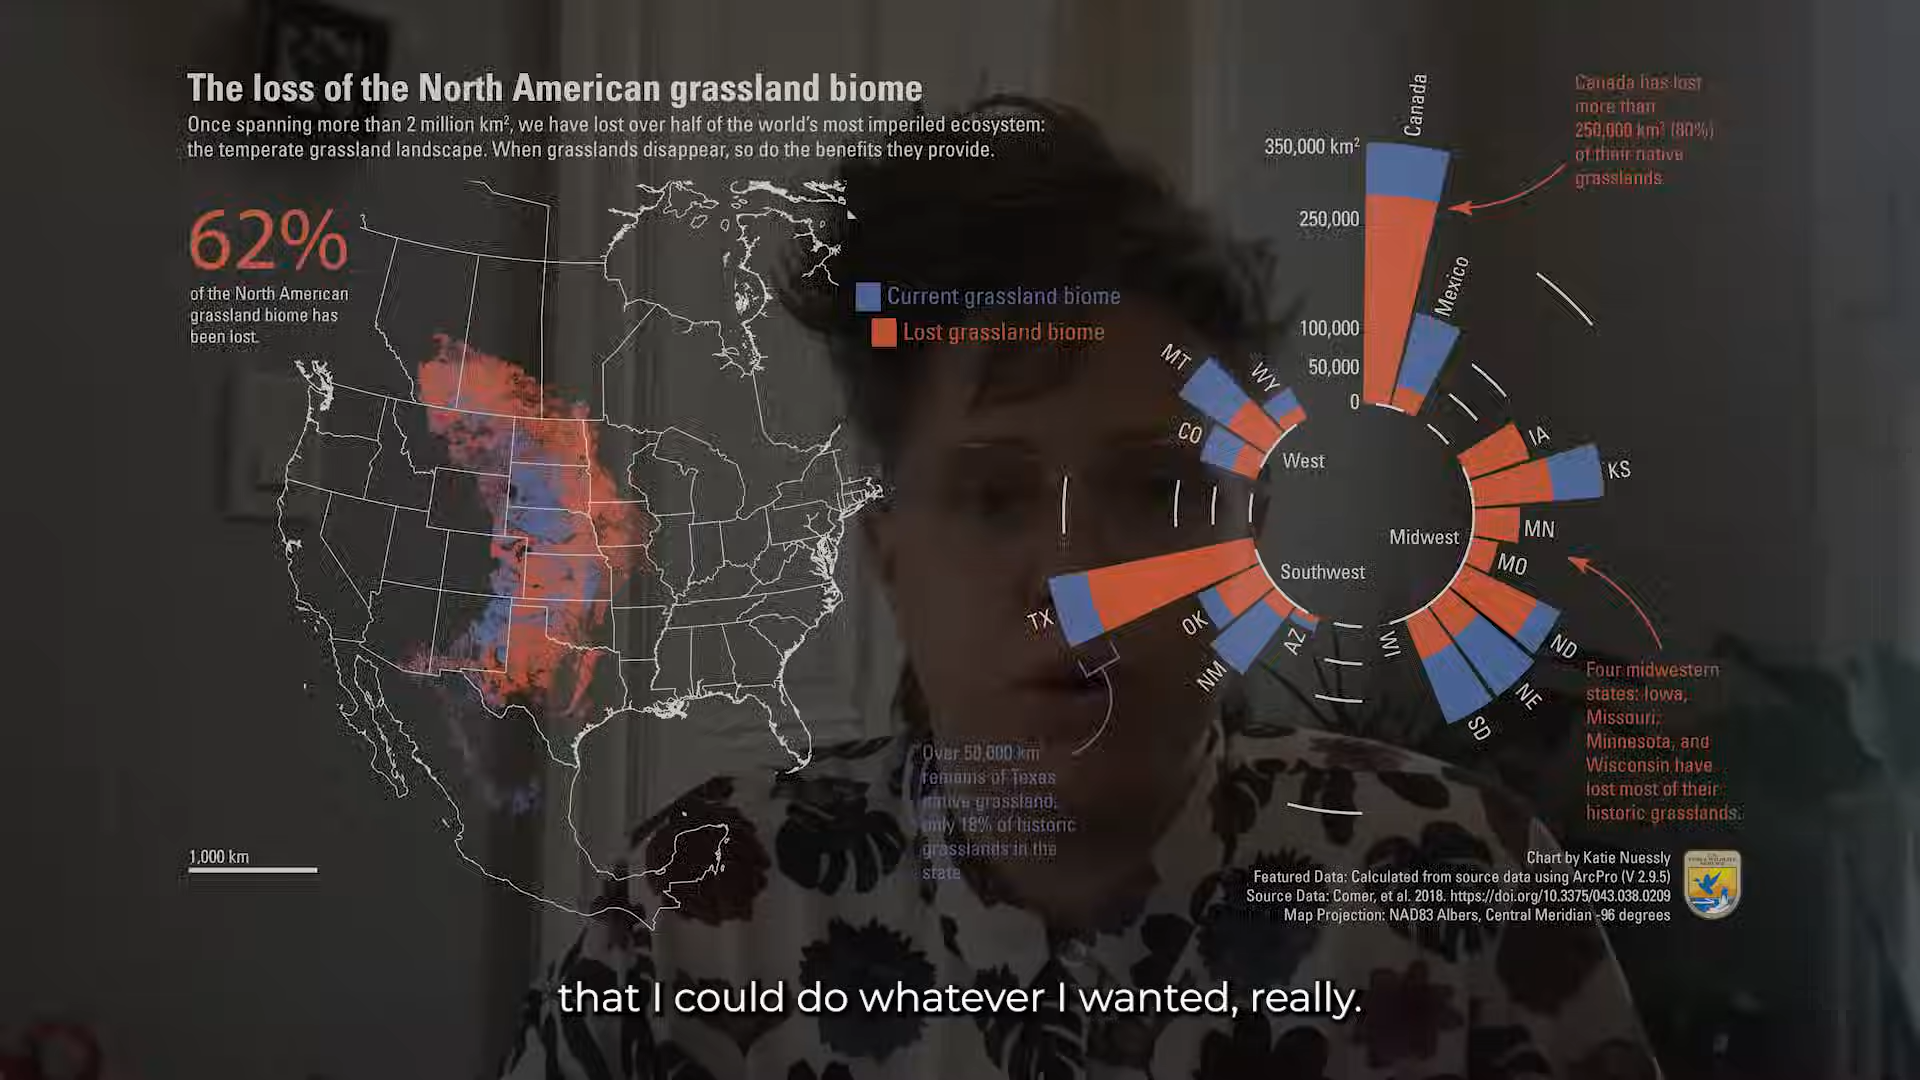 The loss of the North American grassland biome
Once spanning more than 2 million km², we have lost over half of the world's most imperiled ecosystem:
the temperate grassland landscape. When grasslands disappear, so do the benefits they provide.
62%
of the North American
grassland biome has
been lost.
Current grassland biome
Lost grassland biome
1,000 km
Canada
Mexico
350,000 km²
250,000
100,000
50,000
0
Canada has lost
more than
250,000 km² (80%)
of their native
grasslands.
MT
WY
CO
West
IA
KS
MN
MO
ND
NE
SD
WI
Midwest
Southwest
TX
OK
NM
AZ
Over 50,000 km
remains of Texas
native grassland,
only 18% of historic
grasslands in the
state
Four midwestern
states: Iowa,
Missouri,
Minnesota, and
Wisconsin have
lost most of their
historic grasslands.
Chart by Katie Nuessly
Featured Data: Calculated from source data using ArcPro (V 2.9.5)
Source Data: Comer, et al. 2018. https://doi.org/10.3375/043.038.0209
Map Projection: NAD83 Albers, Central Meridian -96 degrees
that I could do whatever I wanted, really.